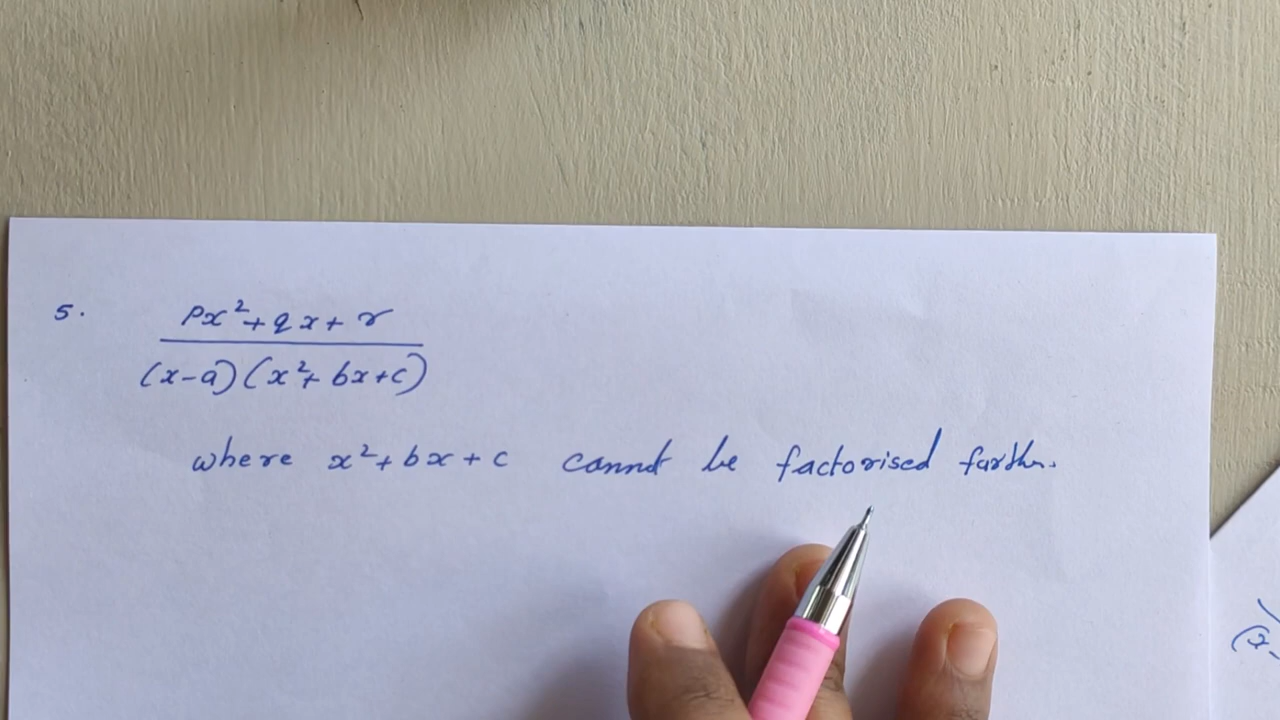 5.
px²+qx+r
(x-a)(x²+bx+c)
where x²+bx+c cannot be factorised further.
(x-